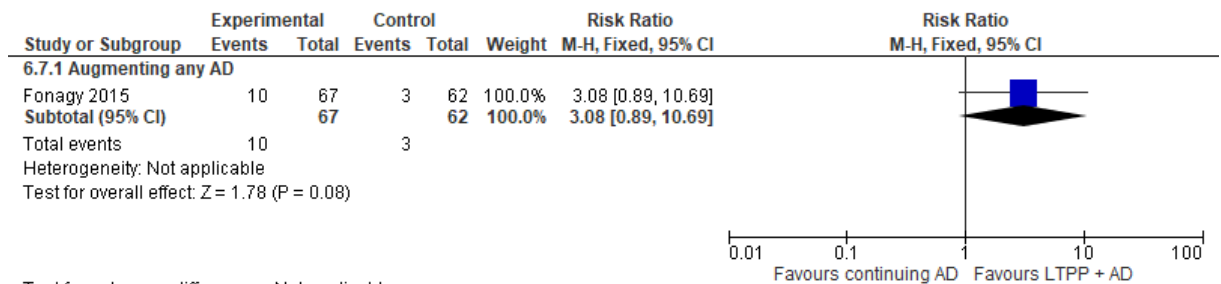 Experimental Control Risk Ratio Risk Ratio
Study or Subgroup Events Total Events Total Weight M-H, Fixed, 95% CI M-H, Fixed, 95% CI
6.7.1 Augmenting any AD
Fonagy 2015 10 67 3 62 100.0% 3.08 [0.89, 10.69]
Subtotal (95% CI) 67 62 100.0% 3.08 [0.89, 10.69]
Total events 10 3
Heterogeneity: Not applicable
Test for overall effect: Z = 1.78 (P = 0.08)
0.01 0.1 1 10 100
Favours continuing AD Favours LTPP + AD